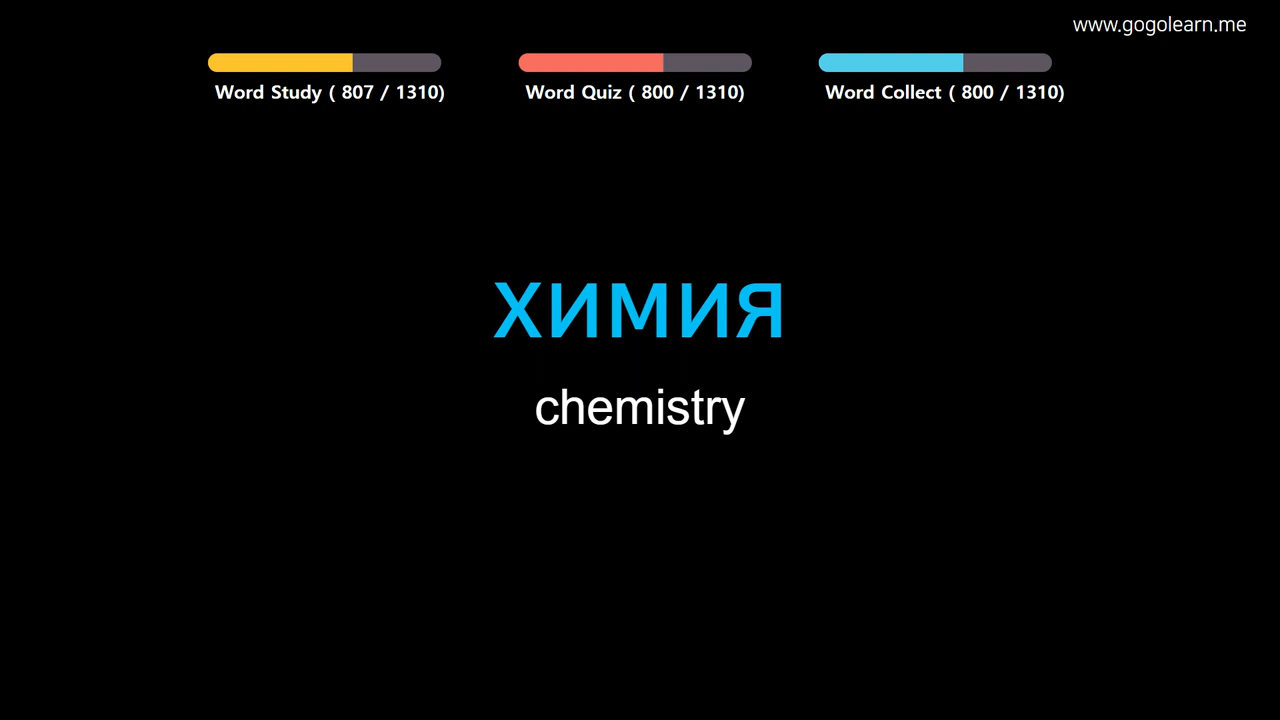 www.gogolearn.me
Word Study ( 807 / 1310)
Word Quiz ( 800 / 1310)
Word Collect ( 800 / 1310)
химия
chemistry